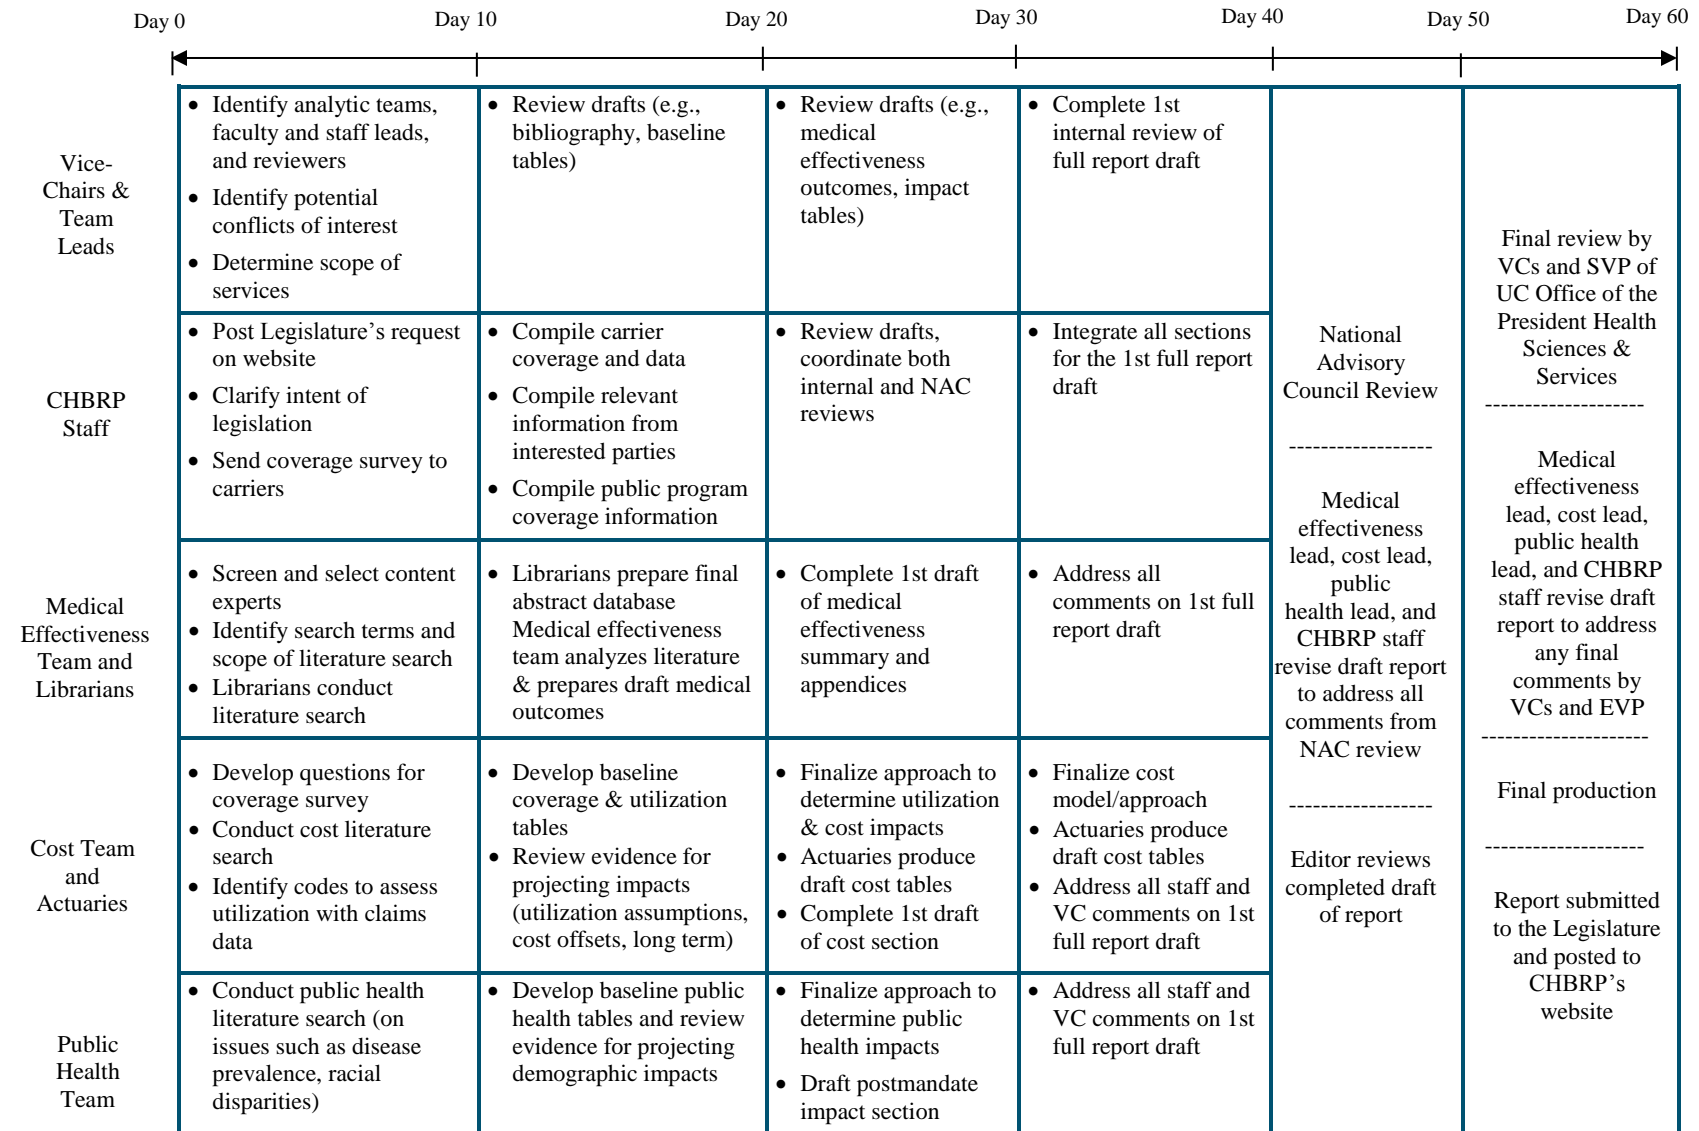 Day 0
Day 10
Day 20
Day 30
Day 40
Day 50
Day 60
Vice-
Chairs &
Team
Leads
• Identify analytic teams,
faculty and staff leads,
and reviewers
• Identify potential
conflicts of interest
• Determine scope of
services
• Review drafts (e.g.,
bibliography, baseline
tables)
• Review drafts (e.g.,
medical
effectiveness
outcomes, impact
tables)
• Complete 1st
internal review of
full report draft
CHBRP
Staff
• Post Legislature’s request
on website
• Clarify intent of
legislation
• Send coverage survey to
carriers
• Compile carrier
coverage and data
• Compile relevant
information from
interested parties
• Compile public program
coverage information
• Review drafts,
coordinate both
internal and NAC
reviews
• Integrate all sections
for the 1st full report
draft
Medical
Effectiveness
Team and
Librarians
• Screen and select content
experts
• Identify search terms and
scope of literature search
• Librarians conduct
literature search
• Librarians prepare final
abstract database
Medical effectiveness
team analyzes literature
& prepares draft medical
outcomes
• Complete 1st draft
of medical
effectiveness
summary and
appendices
• Address all
comments on 1st full
report draft
Cost Team
and
Actuaries
• Develop questions for
coverage survey
• Conduct cost literature
search
• Identify codes to assess
utilization with claims
data
• Develop baseline
coverage & utilization
tables
• Review evidence for
projecting impacts
(utilization assumptions,
cost offsets, long term)
• Finalize approach to
determine utilization
& cost impacts
• Actuaries produce
draft cost tables
• Complete 1st draft
of cost section
• Finalize cost
model/approach
• Actuaries produce
draft cost tables
• Address all staff and
VC comments on 1st
full report draft
Public
Health
Team
• Conduct public health
literature search (on
issues such as disease
prevalence, racial
disparities)
• Develop baseline public
health tables and review
evidence for projecting
demographic impacts
• Finalize approach to
determine public
health impacts
• Draft postmandate
impact section
• Address all staff and
VC comments on 1st
full report draft
National
Advisory
Council Review
------------------
Medical
effectiveness
lead, cost lead,
public
health lead, and
CHBRP staff
revise draft report
to address all
comments from
NAC review
------------------
Editor reviews
completed draft
of report
Final review by
VCs and SVP of
UC Office of the
President Health
Sciences &
Services
--------------------
Medical
effectiveness
lead, cost lead,
public health
lead, and CHBRP
staff revise draft
report to address
any final
comments by
VCs and EVP
---------------------
Final production
--------------------
Report submitted
to the Legislature
and posted to
CHBRP’s
website